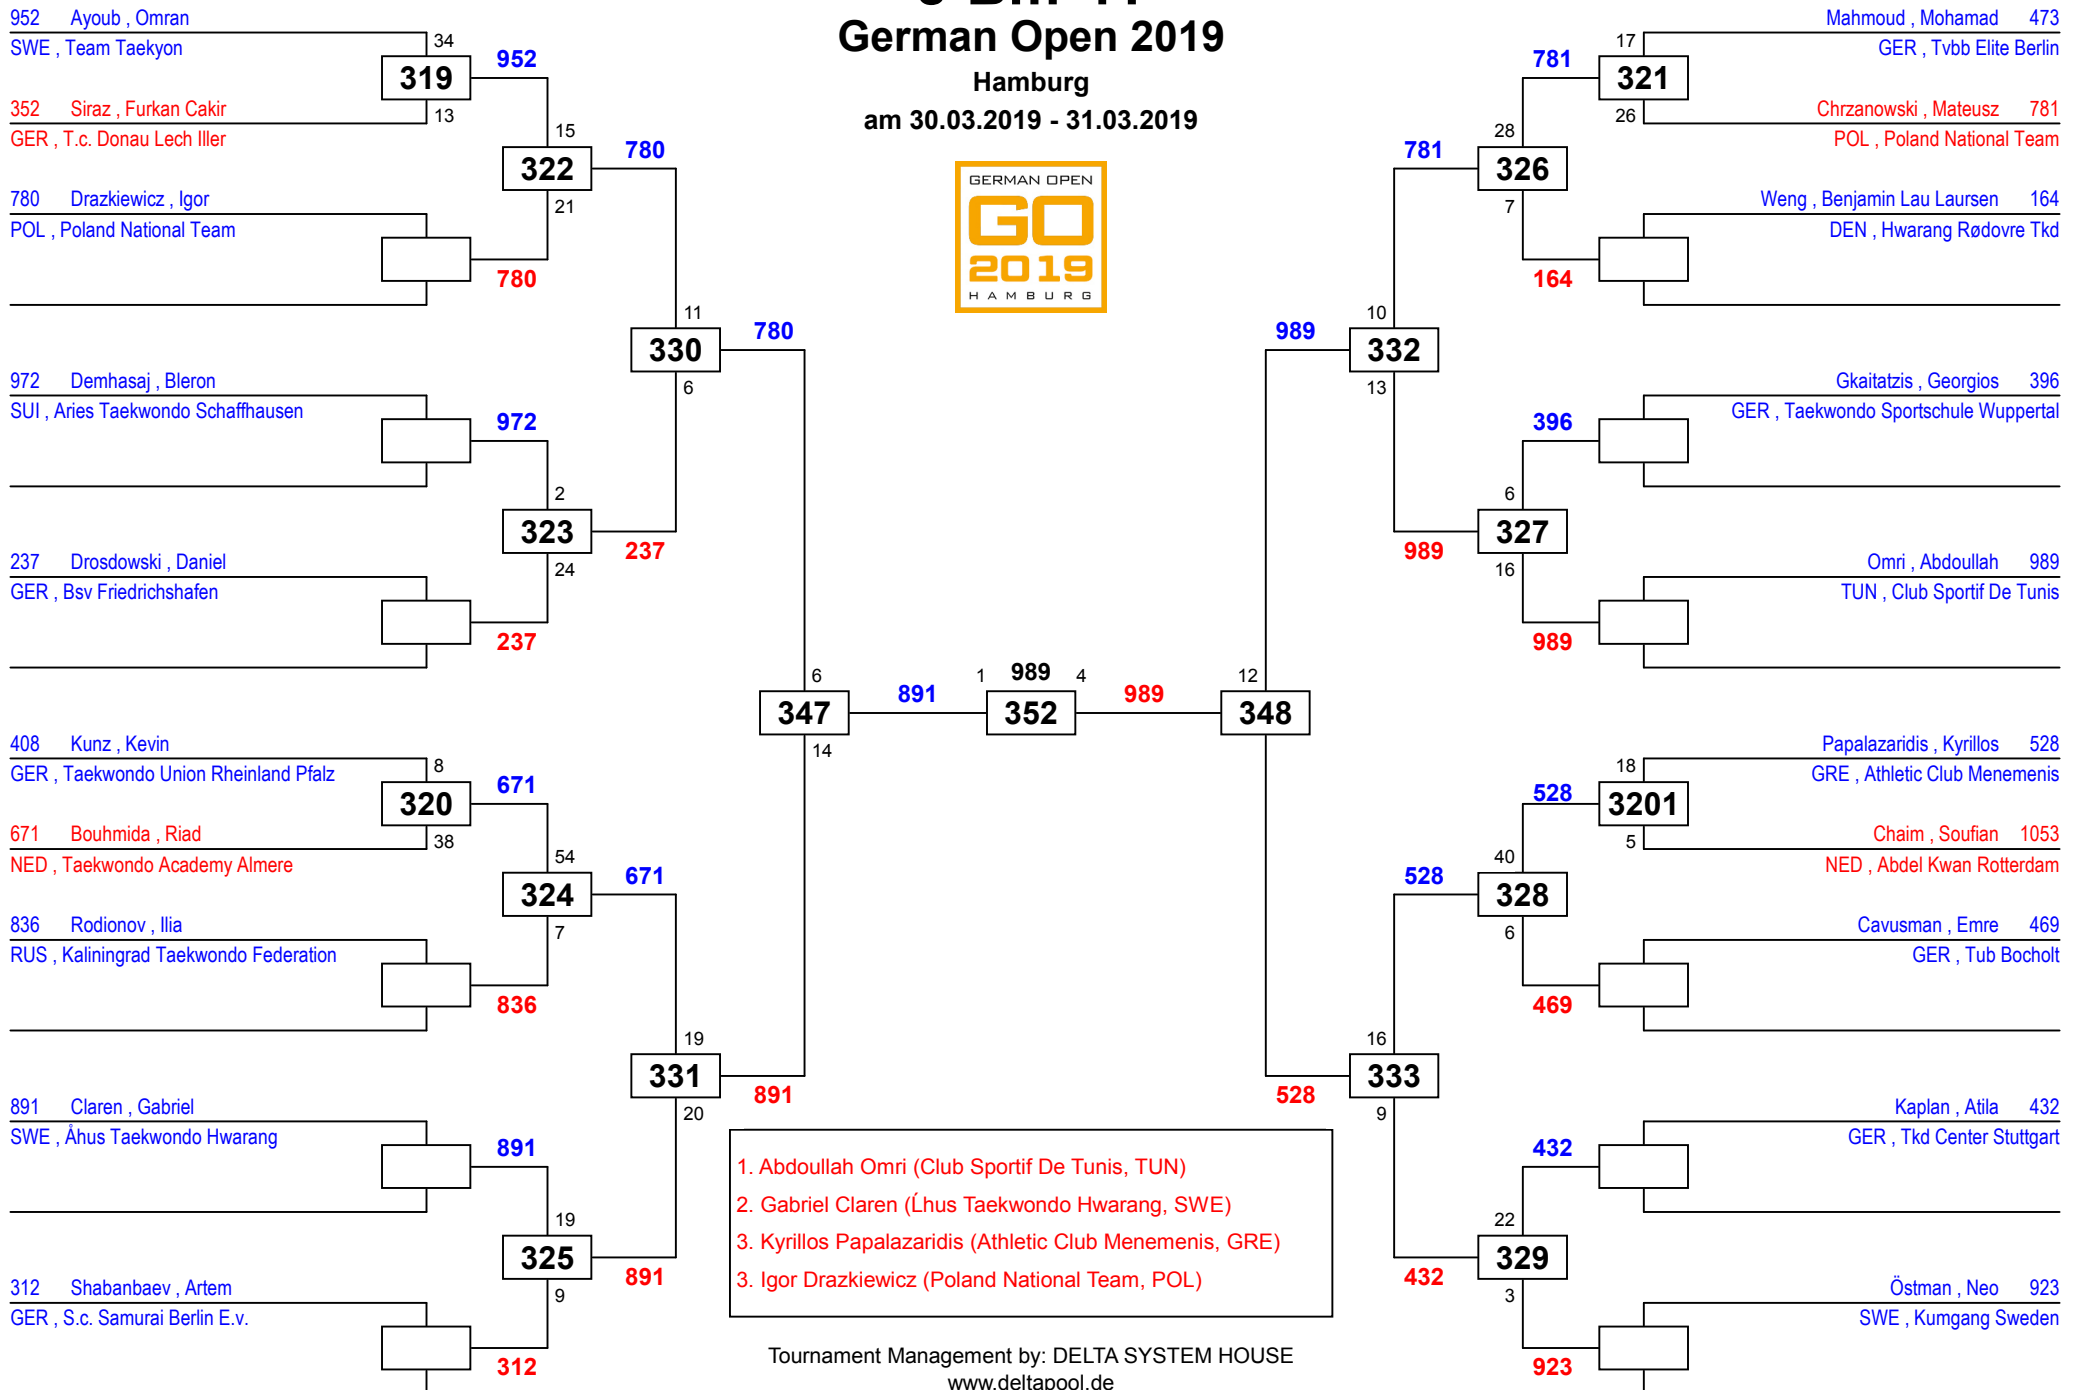 German Open 2019
Hamburg
am 30.03.2019 - 31.03.2019
GERMAN OPEN
GO
2019
HAMBURG
952 Ayoub , Omran
SWE , Team Taekyon
34
319
13
952
352 Siraz , Furkan Cakir
GER , T.c. Donau Lech Iller
15
322
21
780
780 Drazkiewicz , Igor
POL , Poland National Team
780
11
330
6
780
972 Demhasaj , Bleron
SUI , Aries Taekwondo Schaffhausen
972
2
323
24
237
237 Drosdowski , Daniel
GER , Bsv Friedrichshafen
237
6
347
14
891
408 Kunz , Kevin
GER , Taekwondo Union Rheinland Pfalz
8
320
38
671
671 Bouhmida , Riad
NED , Taekwondo Academy Almere
54
324
7
671
836 Rodionov , Ilia
RUS , Kaliningrad Taekwondo Federation
836
19
331
20
891
891 Claren , Gabriel
SWE , Åhus Taekwondo Hwarang
891
19
325
9
891
312 Shabanbaev , Artem
GER , S.c. Samurai Berlin E.v.
312
1 989 4
352
989
Mahmoud , Mohamad 473
GER , Tvbb Elite Berlin
17
321
26
781
Chrzanowski , Mateusz 781
POL , Poland National Team
28
326
7
781
Weng , Benjamin Lau Laursen 164
DEN , Hwarang Rødovre Tkd
164
10
332
13
989
Gkaitatzis , Georgios 396
GER , Taekwondo Sportschule Wuppertal
396
6
327
16
989
Omri , Abdoullah 989
TUN , Club Sportif De Tunis
989
12
348
Papalazaridis , Kyrillos 528
GRE , Athletic Club Menemenis
18
3201
5
528
Chaim , Soufian 1053
NED , Abdel Kwan Rotterdam
40
328
6
528
Cavusman , Emre 469
GER , Tub Bocholt
469
16
333
9
528
Kaplan , Atila 432
GER , Tkd Center Stuttgart
432
22
329
3
432
Östman , Neo 923
SWE , Kumgang Sweden
923
1. Abdoullah Omri (Club Sportif De Tunis, TUN)
2. Gabriel Claren (Ĺhus Taekwondo Hwarang, SWE)
3. Kyrillos Papalazaridis (Athletic Club Menemenis, GRE)
3. Igor Drazkiewicz (Poland National Team, POL)
Tournament Management by: DELTA SYSTEM HOUSE
www.deltapool.de